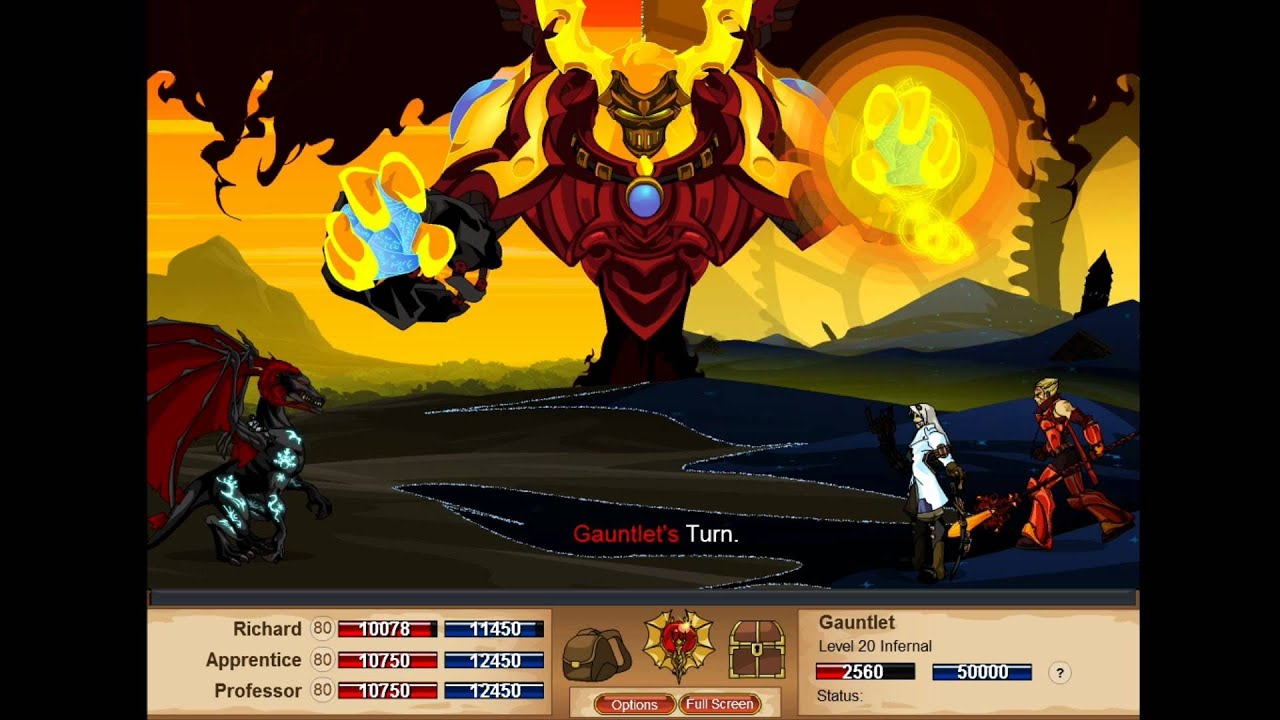 Gauntlet's Turn.
Richard 80 10078 11450
Apprentice 80 10750 12450
Professor 80 10750 12450
Options Full Screen
Gauntlet
Level 20 Infernal
2560 50000 ?
Status: